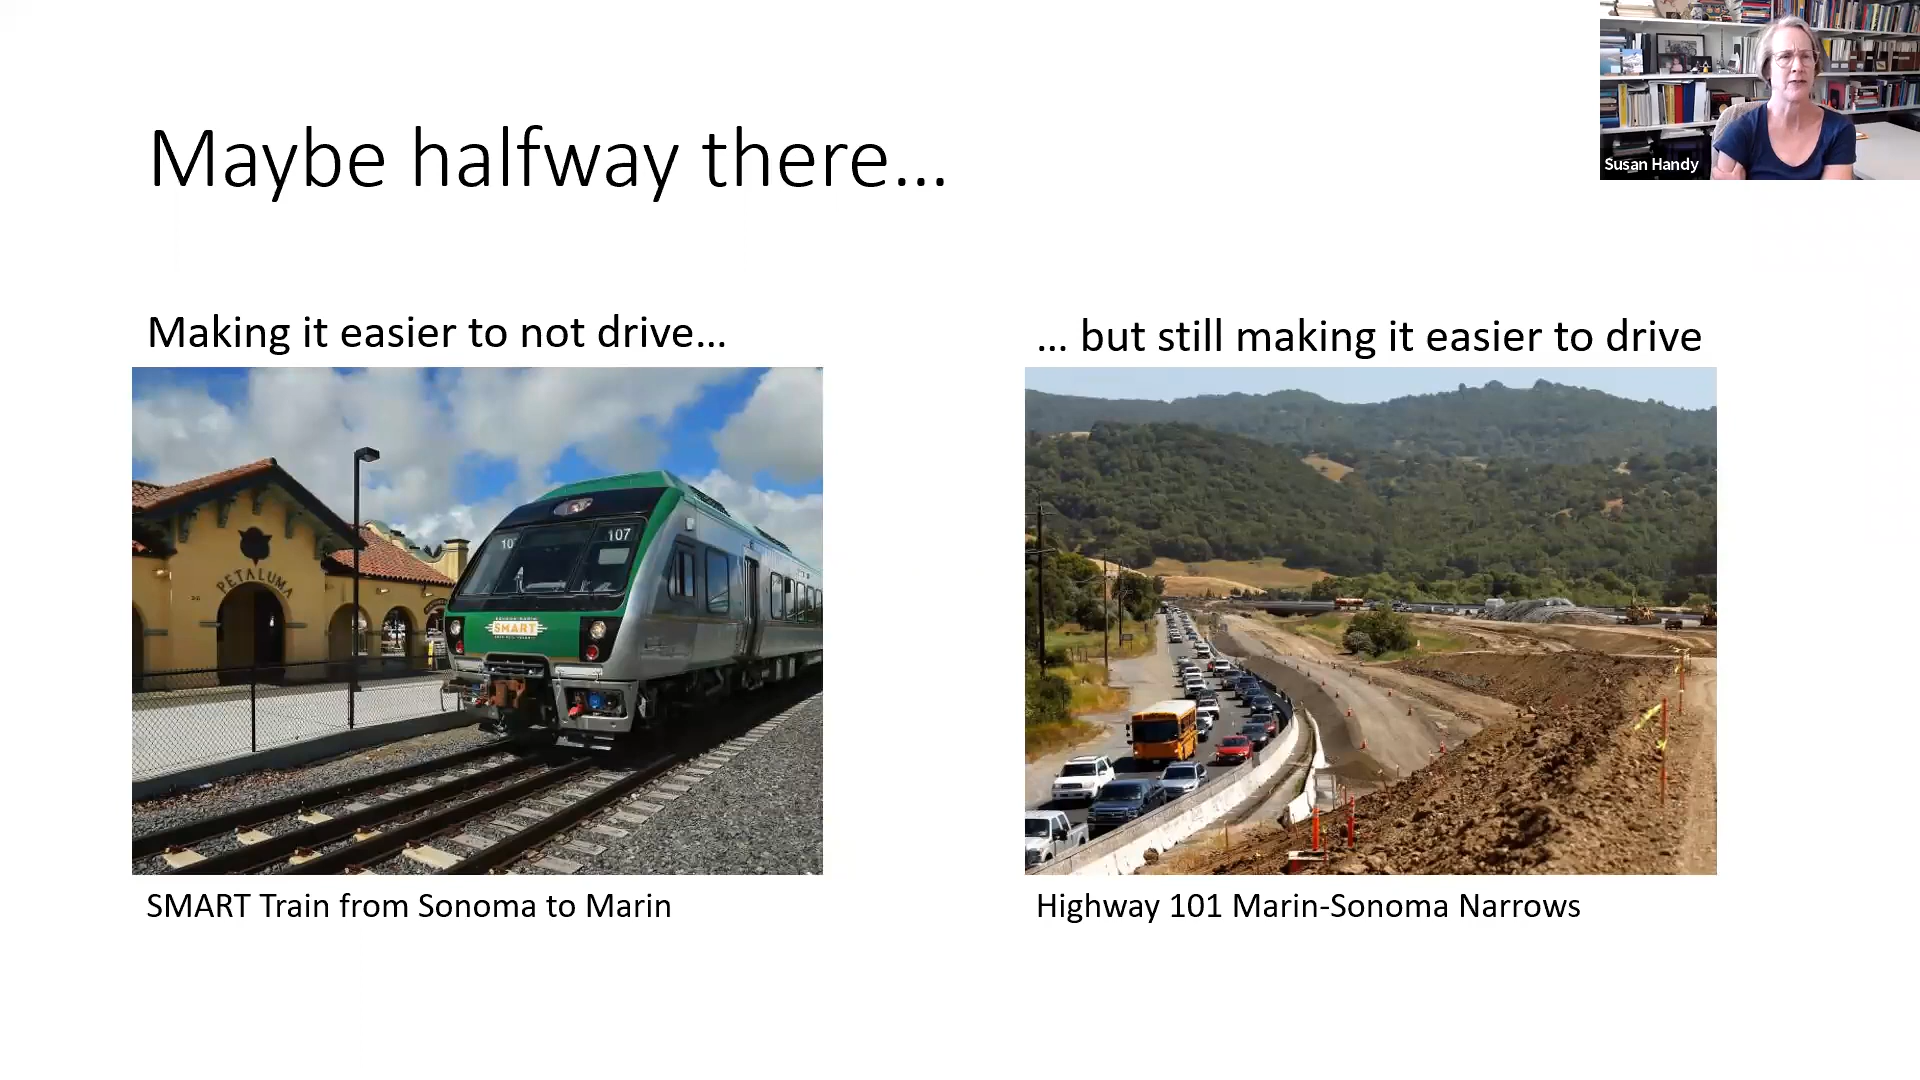 Maybe halfway there...
Susan Handy
Making it easier to not drive...
... but still making it easier to drive
PETALUMA
10
107
SMART
SMART Train from Sonoma to Marin
Highway 101 Marin-Sonoma Narrows